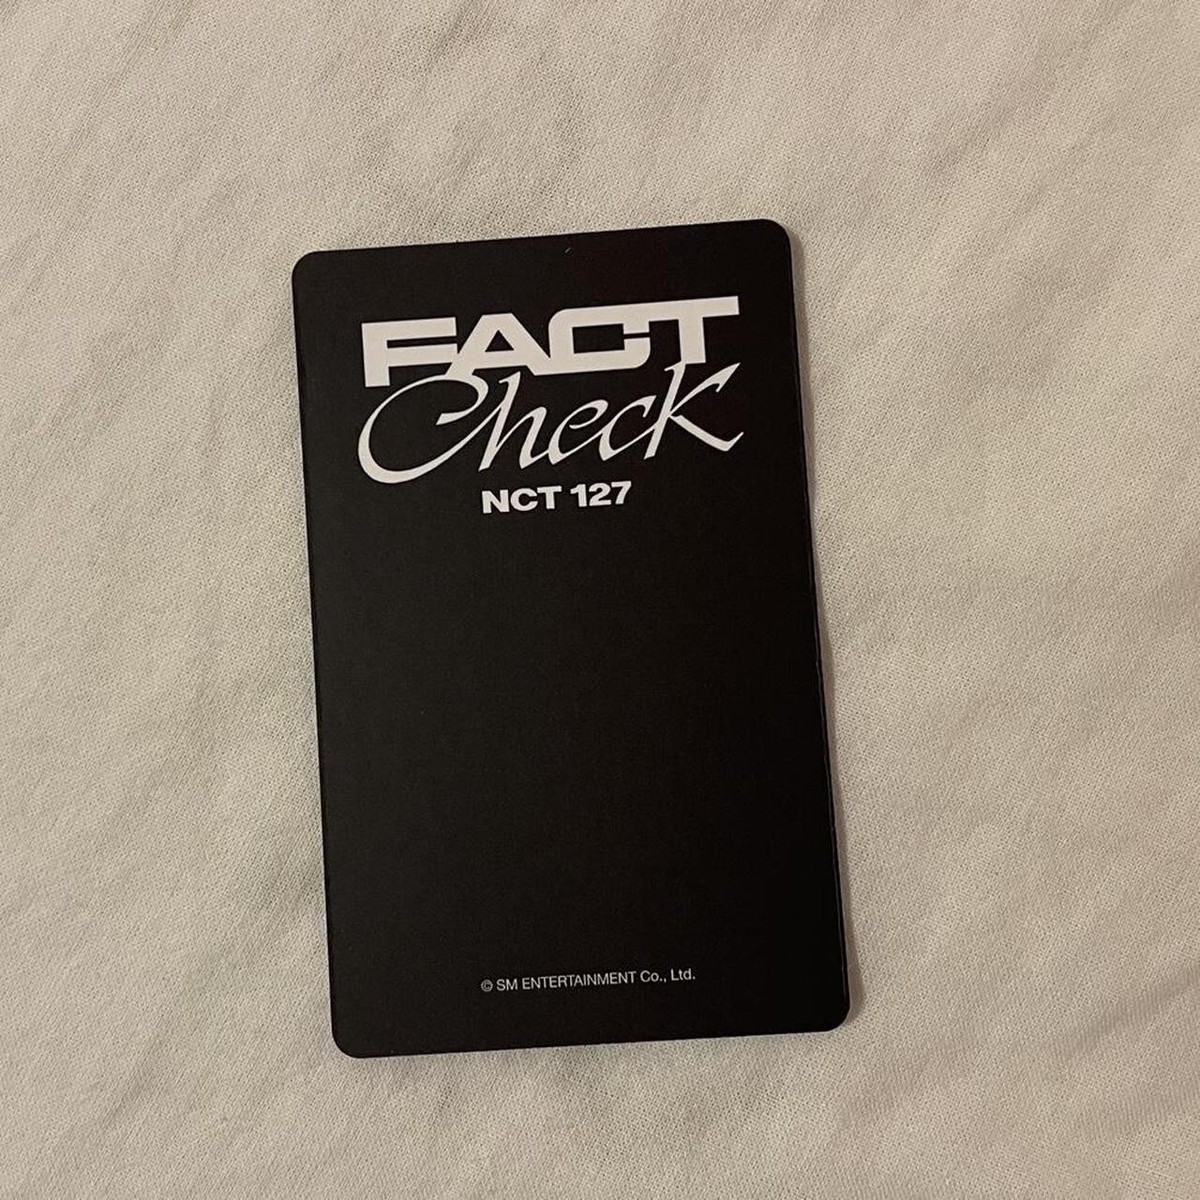 FACT
Check
NCT 127
© SM ENTERTAINMENT Co., Ltd.